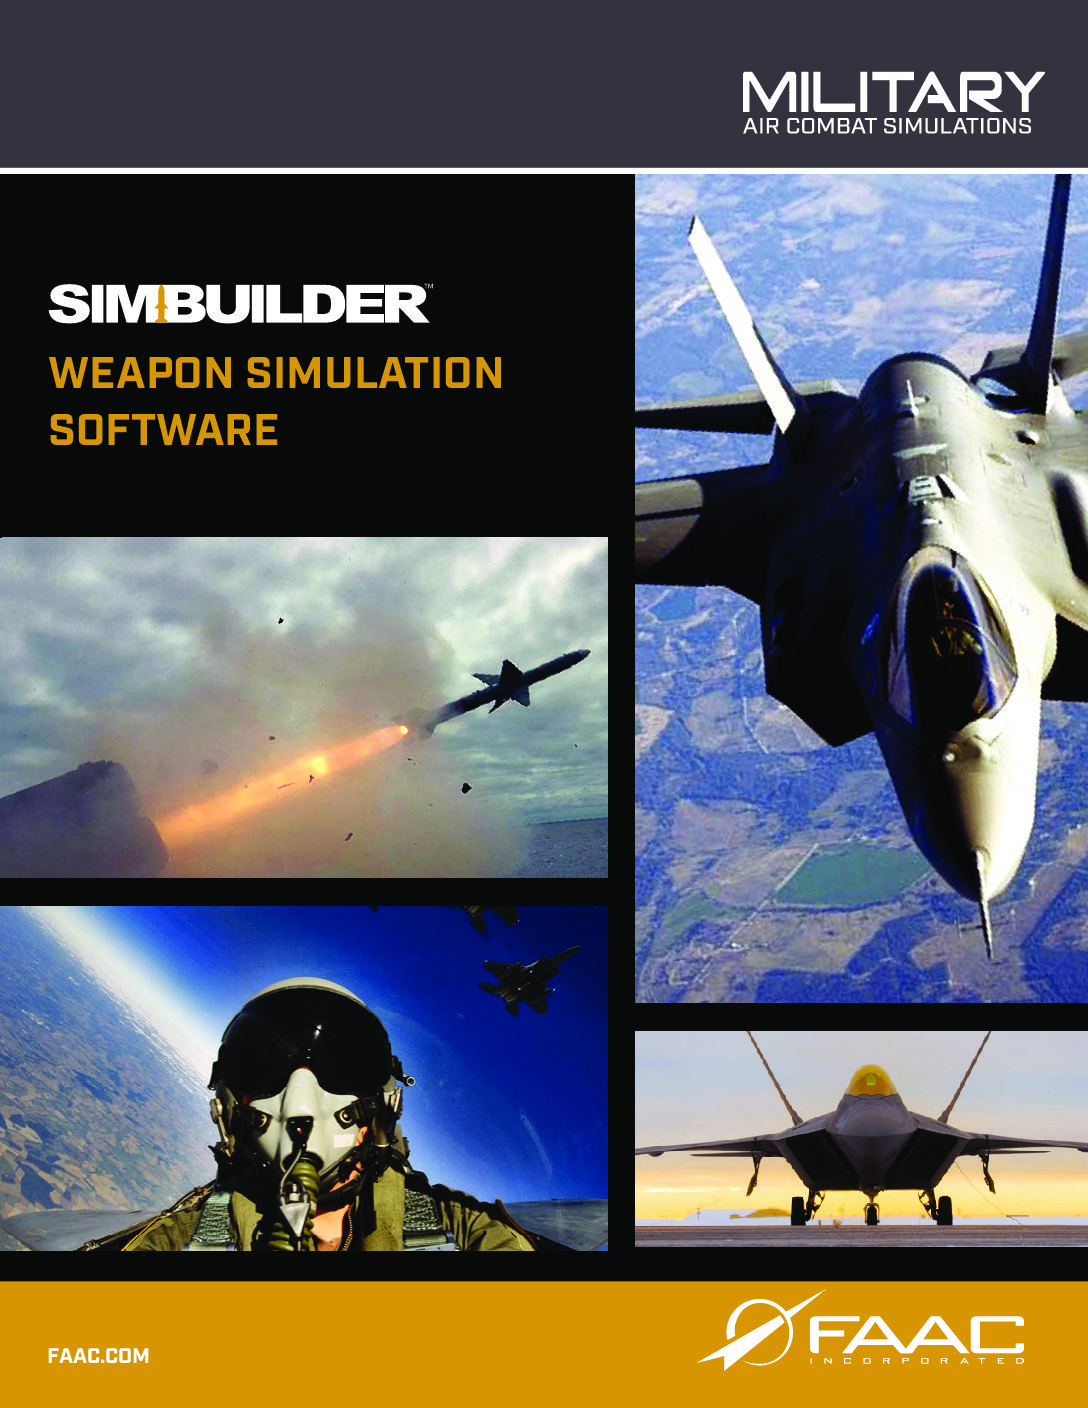 MILITARY
AIR COMBAT SIMULATIONS
SIMBUILDER™
WEAPON SIMULATION
SOFTWARE
FAAC.COM
FAAC
INCORPORATED